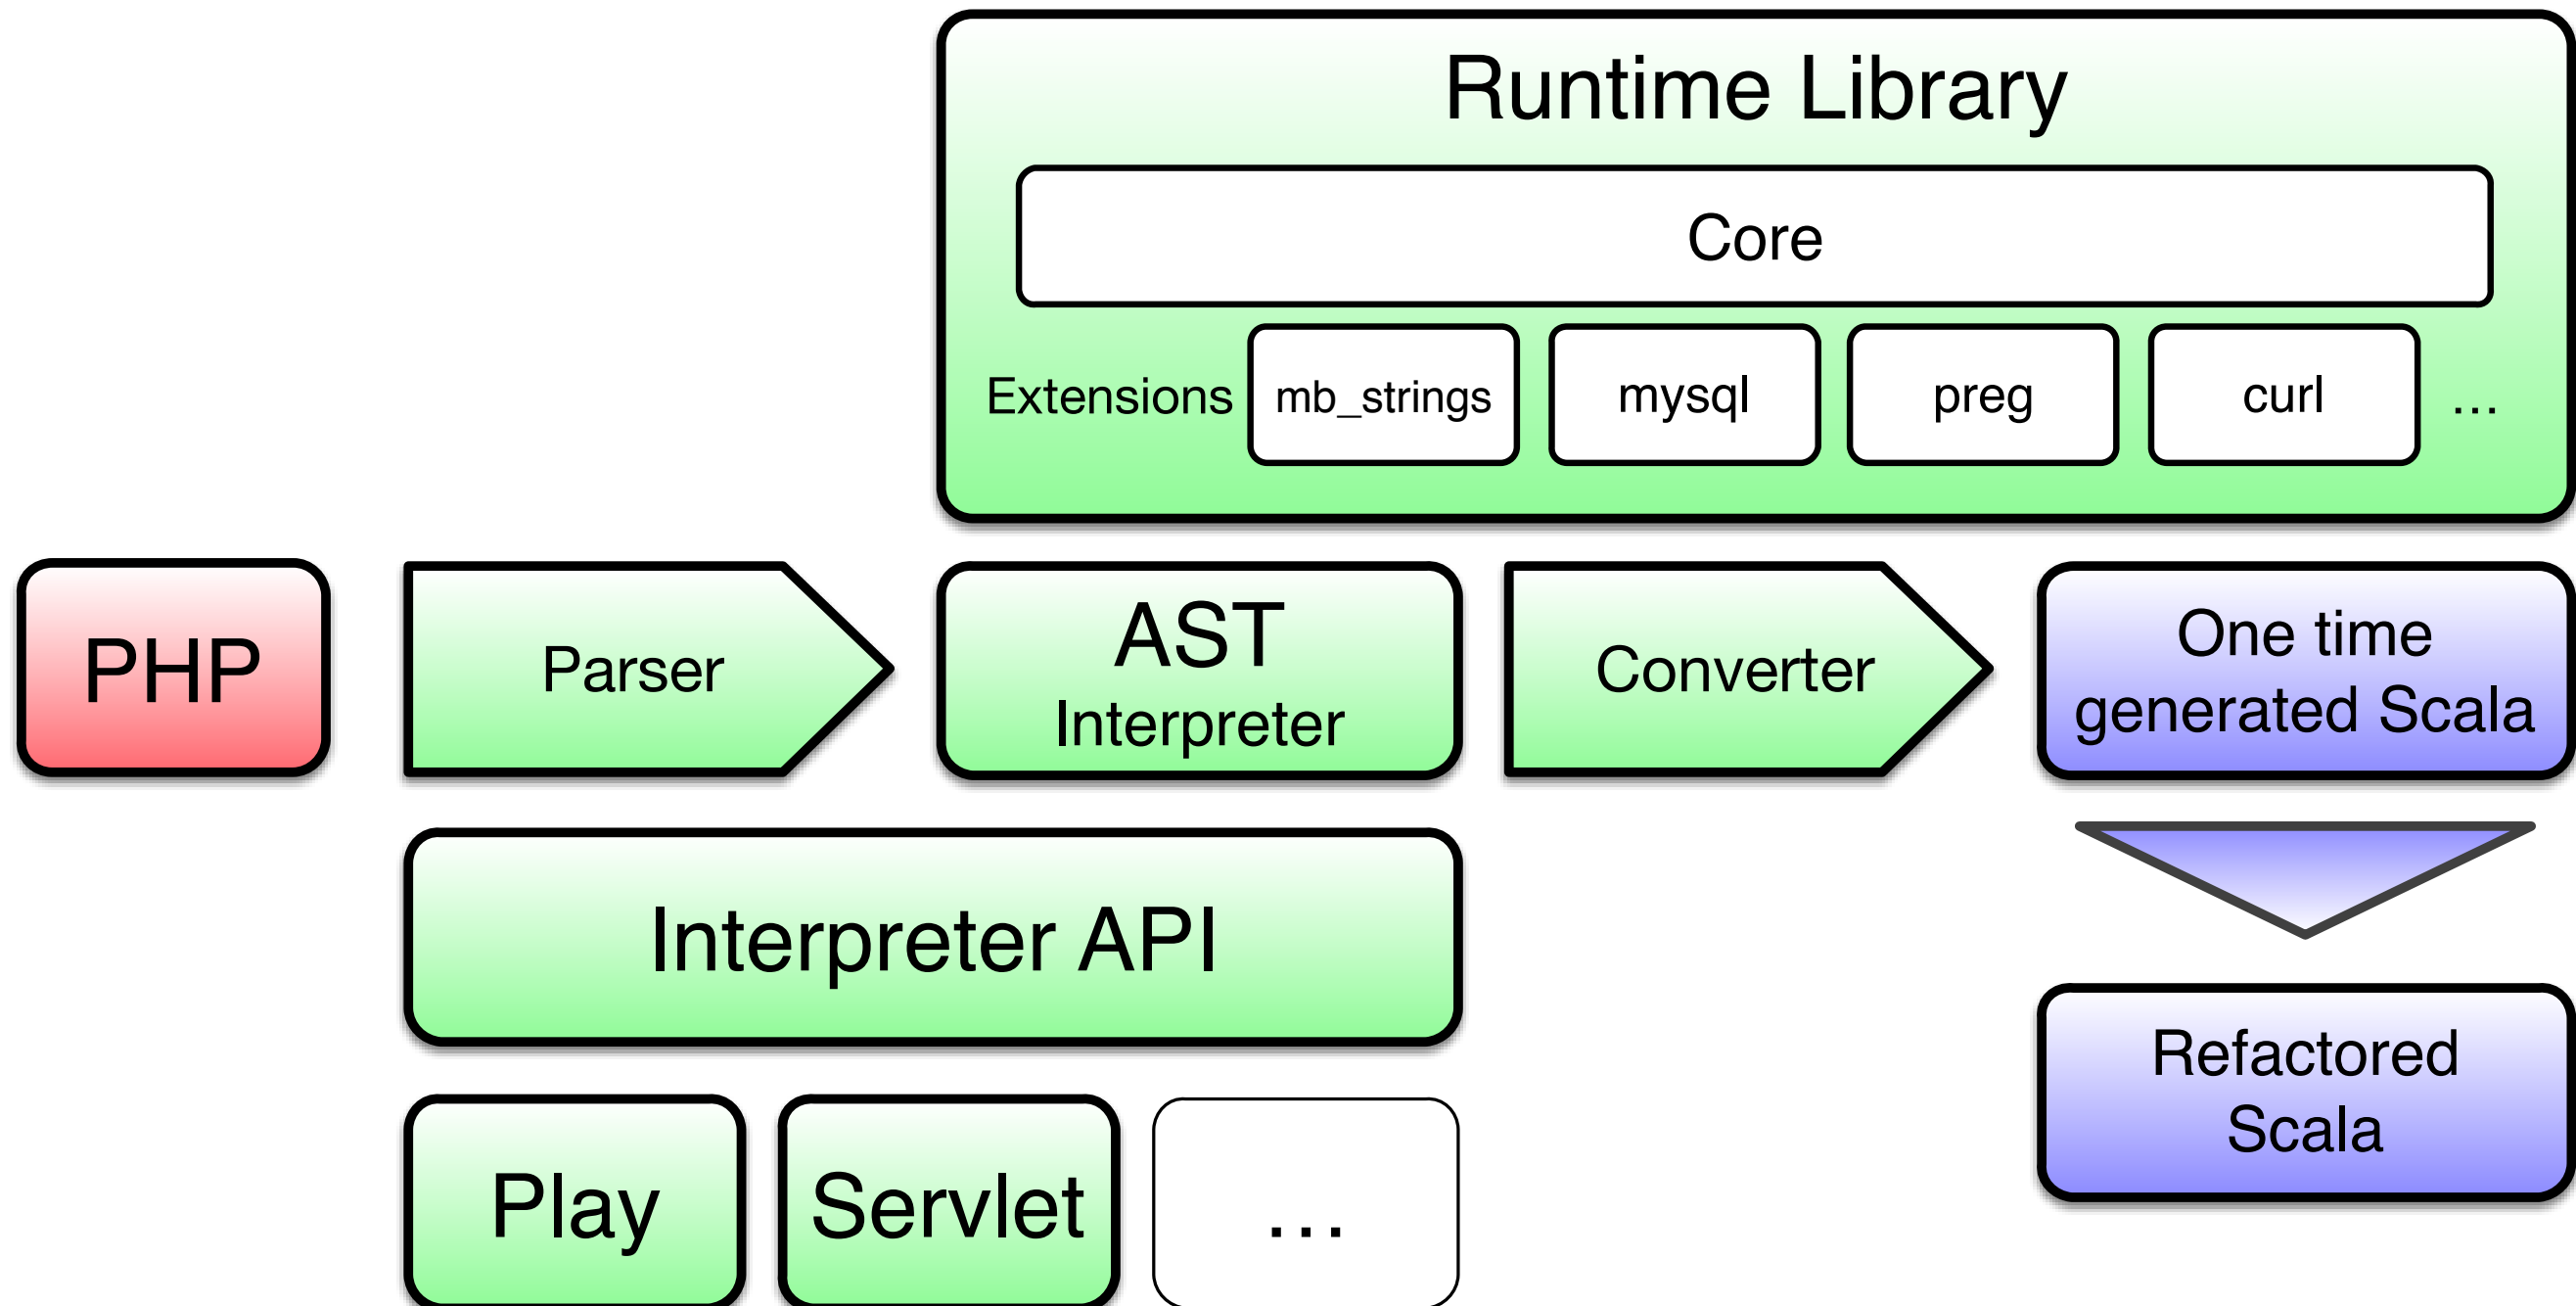 Runtime Library
Core
Extensions mb_strings mysql preg curl ...
PHP
Parser
AST
Interpreter
Converter
One time
generated Scala
Interpreter API
Refactored
Scala
Play
Servlet
...